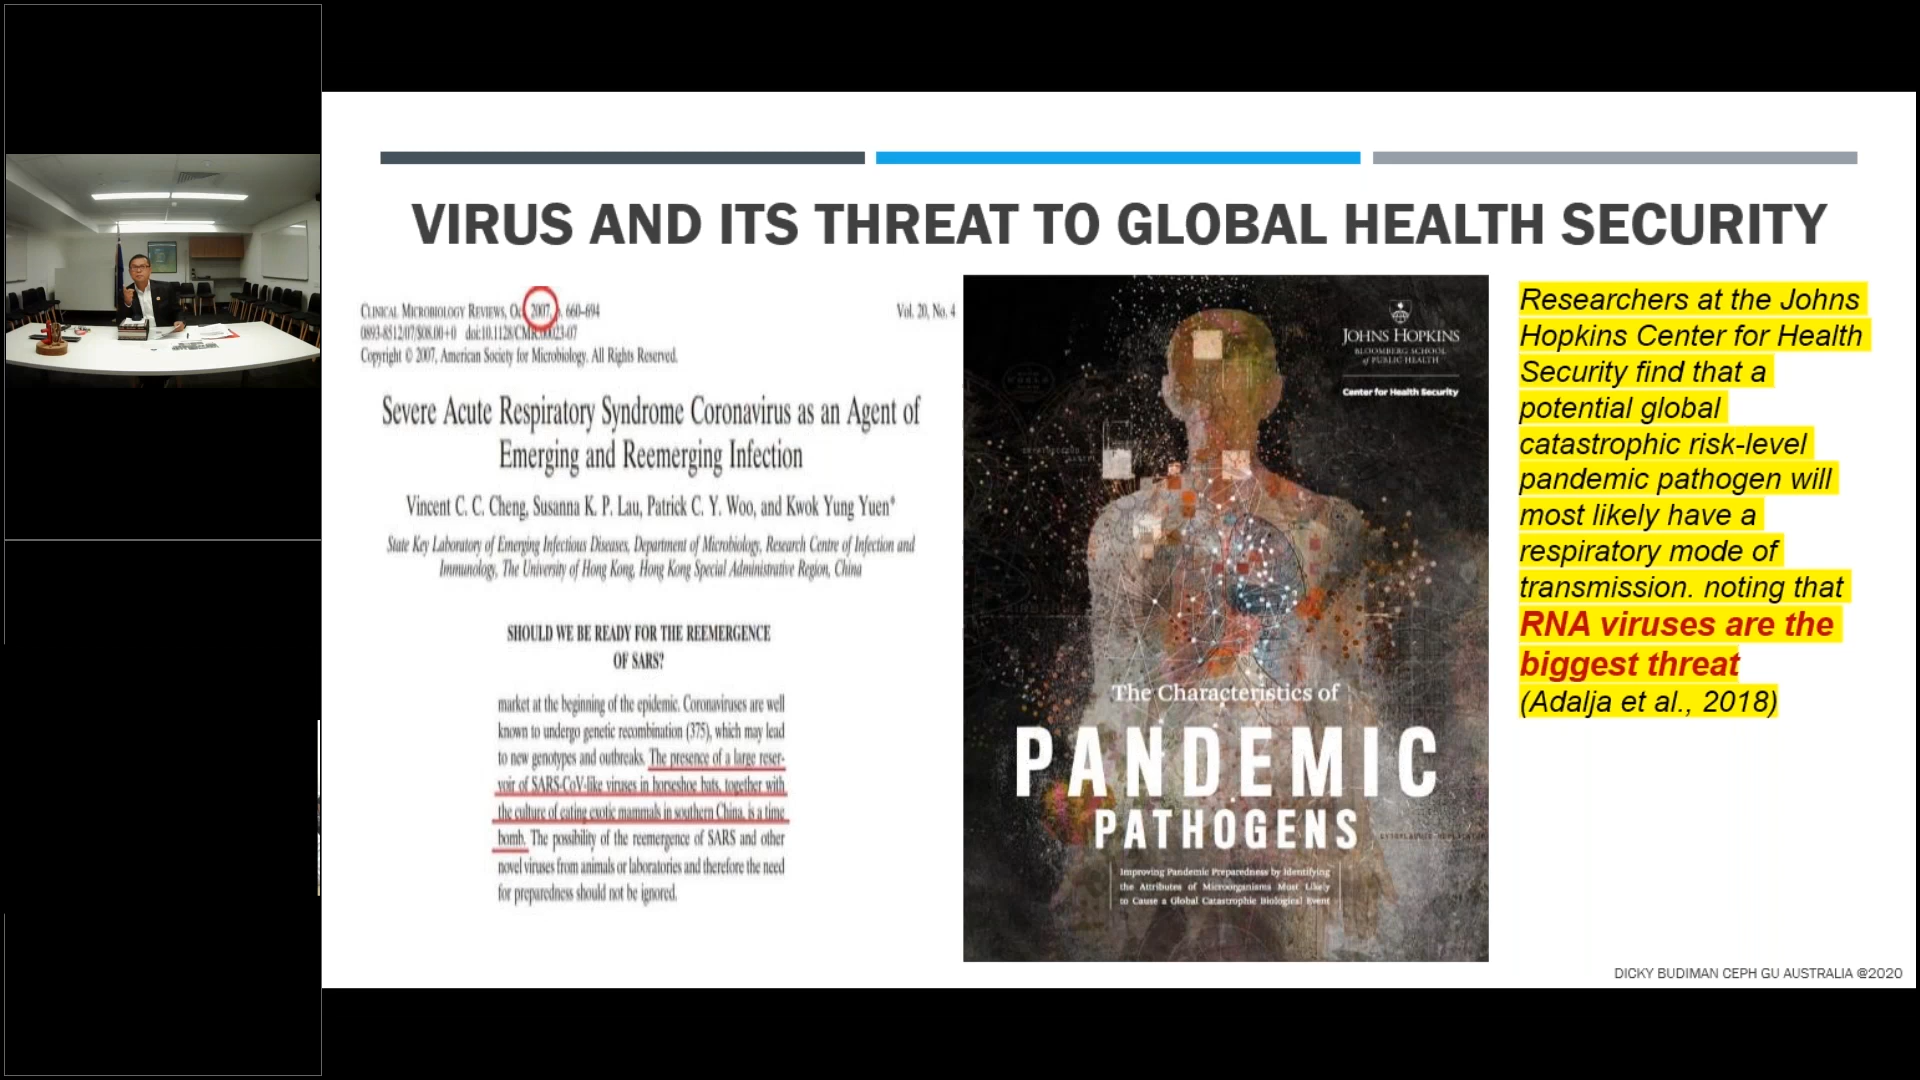 VIRUS AND ITS THREAT TO GLOBAL HEALTH SECURITY
CLINICAL MICROBIOLOGY REVIEWS, Oc 2007, 660–694 Vol. 20, No. 4
0893-8512/07/$08.00+0 doi:10.1128/CMR.00023-07
Copyright © 2007, American Society for Microbiology. All Rights Reserved.
Severe Acute Respiratory Syndrome Coronavirus as an Agent of
Emerging and Reemerging Infection
Vincent C. C. Cheng, Susanna K. P. Lau, Patrick C. Y. Woo, and Kwok Yung Yuen*
State Key Laboratory of Emerging Infectious Diseases, Department of Microbiology, Research Centre of Infection and
Immunology, The University of Hong Kong, Hong Kong Special Administrative Region, China
SHOULD WE BE READY FOR THE REEMERGENCE
OF SARS?
market at the beginning of the epidemic. Coronaviruses are well
known to undergo genetic recombination (375), which may lead
to new genotypes and outbreaks. The presence of a large reser-
voir of SARS-CoV-like viruses in horseshoe bats, together with
the culture of eating exotic mammals in southern China, is a time
bomb. The possibility of the reemergence of SARS and other
novel viruses from animals or laboratories and therefore the need
for preparedness should not be ignored.
JOHNS HOPKINS
BLOOMBERG SCHOOL
of PUBLIC HEALTH
Center for Health Security
The Characteristics of
PANDEMIC
PATHOGENS
Improving Pandemic Preparedness by Identifying
the Attributes of Microorganisms Most Likely
to Cause a Global Catastrophic Biological Event
Researchers at the Johns
Hopkins Center for Health
Security find that a
potential global
catastrophic risk-level
pandemic pathogen will
most likely have a
respiratory mode of
transmission. noting that
RNA viruses are the
biggest threat
(Adalja et al., 2018)
DICKY BUDIMAN CEPH GU AUSTRALIA @2020